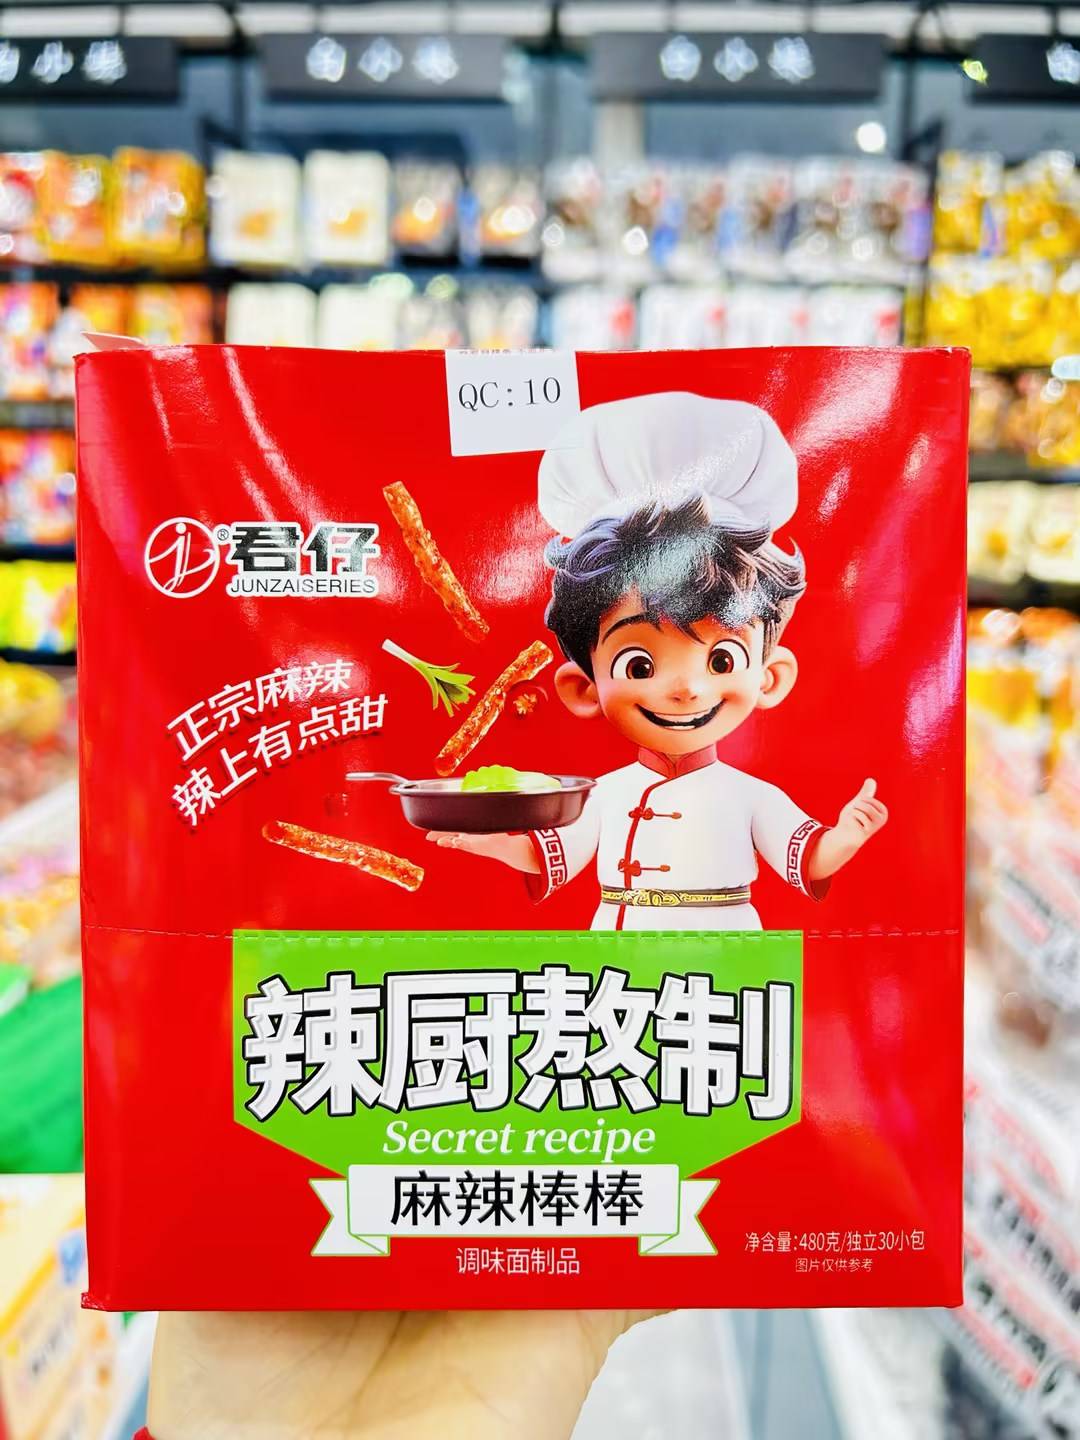 QC:10
君仔®
JUNZAISERIES
正宗麻辣
辣上有点甜
辣厨熬制
Secret recipe
麻辣棒棒
调味面制品
净含量:480克/独立30小包
图片仅供参考